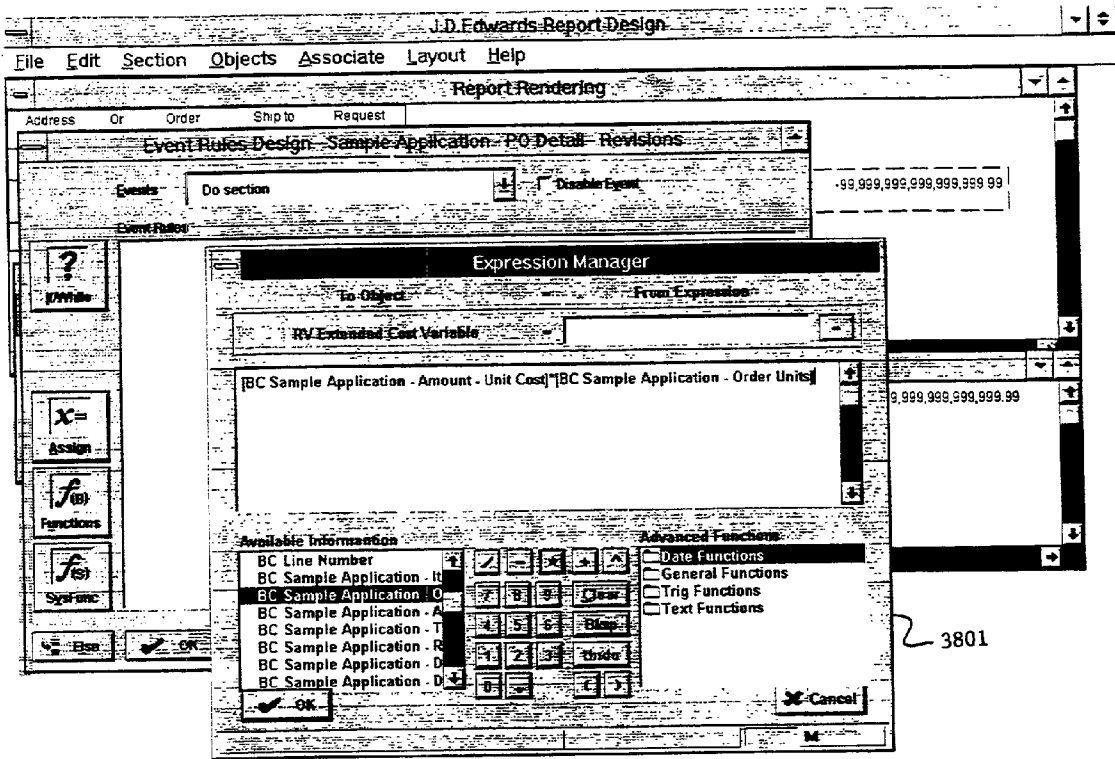 J.D.Edwards Report Design
File Edit Section Objects Associate Layout Help
Report Rendering
Address Or Order Ship to Request
Event Rules Design - Sample Application - PO Detail - Revisions
Events Do section Disable Event
-99,999,999,999,999,999.99
Event Rules
?
If/While
Expression Manager
To Object = From Expression
RV Extended Cost Variable =
[BC Sample Application - Amount - Unit Cost]*[BC Sample Application - Order Units]
9,999,999,999,999.99
x=
Assign
f(B)
Functions
f(S)
SysFunc
Available Information
Advanced Functions
BC Line Number
BC Sample Application - It
BC Sample Application - O
BC Sample Application - A
BC Sample Application - T
BC Sample Application - R
BC Sample Application - D
BC Sample Application - D
/ - * + ^
7 8 9 Clear
4 5 6 Bksp
1 2 3 Undo
0 . ( )
Date Functions
General Functions
Trig Functions
Text Functions
3801
Else OK
OK
Cancel
M